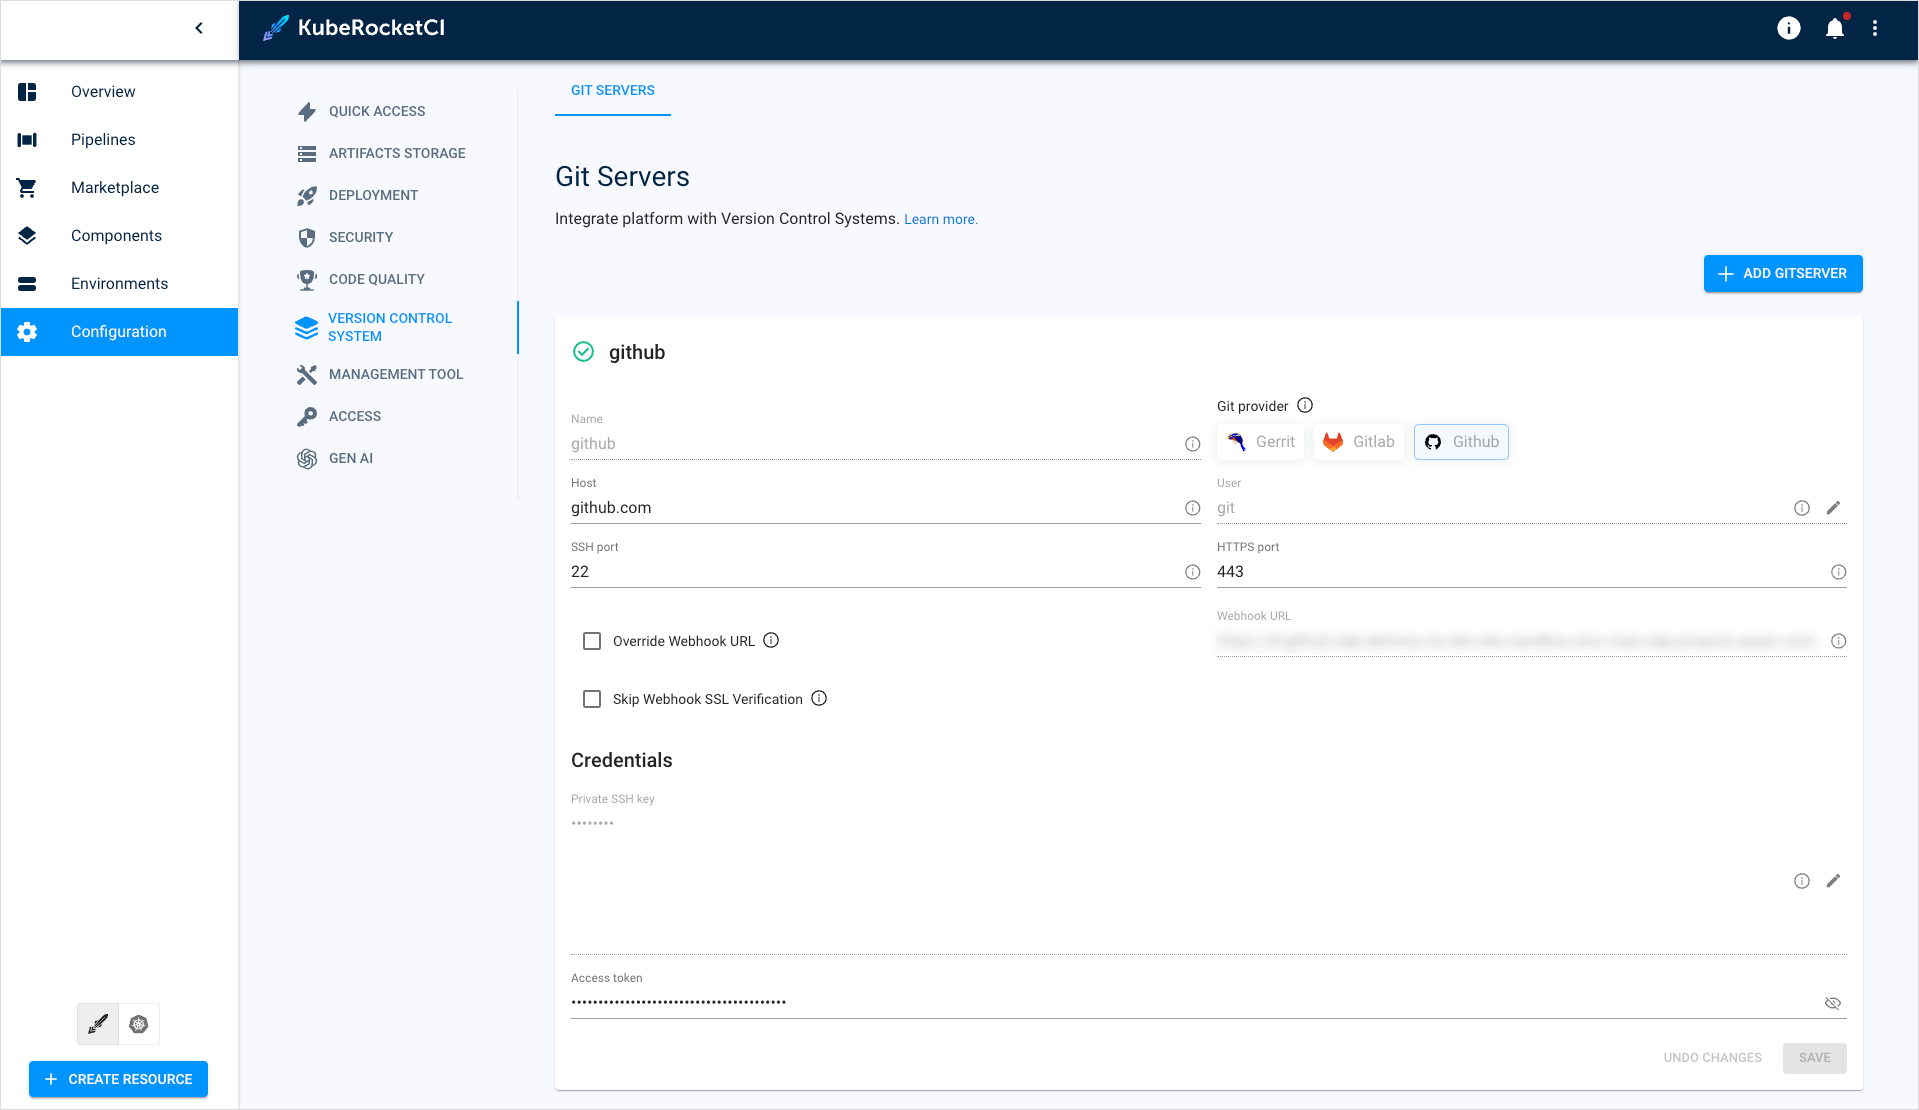 KubeRocketCI
Overview
Pipelines
Marketplace
Components
Environments
Configuration
CREATE RESOURCE
QUICK ACCESS
ARTIFACTS STORAGE
DEPLOYMENT
SECURITY
CODE QUALITY
VERSION CONTROL
SYSTEM
MANAGEMENT TOOL
ACCESS
GEN AI
GIT SERVERS
Git Servers
Integrate platform with Version Control Systems. Learn more.
ADD GITSERVER
github
Name
github
Git provider
Gerrit
Gitlab
Github
Host
github.com
User
git
SSH port
22
HTTPS port
443
Override Webhook URL
Webhook URL
Skip Webhook SSL Verification
Credentials
Private SSH key
••••••••
Access token
••••••••••••••••••••••••••••••••••••••••
UNDO CHANGES
SAVE